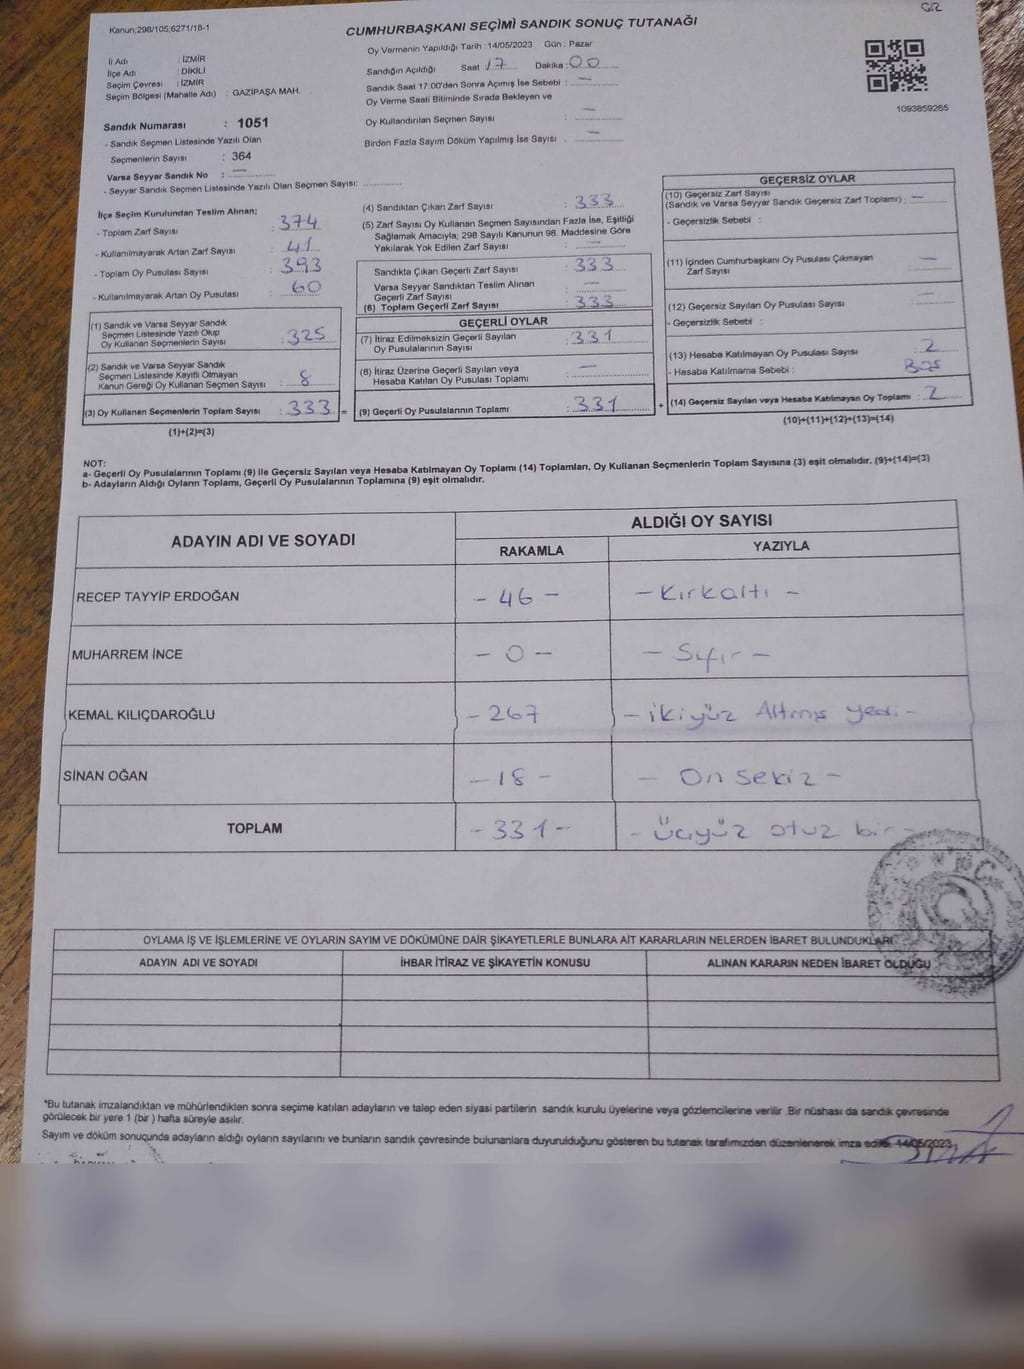 Kanun;298/105;6271/16-1
CUMHURBAŞKANI SEÇİMİ SANDIK SONUÇ TUTANAĞI
İl Adı : İZMİR
İlçe Adı : DİKİLİ
Seçim Çevresi : İZMİR
Seçim Bölgesi (Mahalle Adı) : GAZİPAŞA MAH.
Sandık Numarası : 1051
- Sandık Seçmen Listesinde Yazılı Olan
Seçmenlerin Sayısı : 364
Varsa Seyyar Sandık No : —
- Seyyar Sandık Seçmen Listesinde Yazılı Olan Seçmen Sayısı: ..............
Oy Vermenin Yapıldığı Tarih :14/05/2023 Gün : Pazar
Sandığın Açıldığı Saat :17 Dakika :00
Sandık Saat 17:00'den Sonra Açımış İse Sebebi : —
Oy Verme Saati Bitiminde Sırada Bekleyen ve
Oy Kullandırılan Seçmen Sayısı : —
Birden Fazla Sayım Döküm Yapılmış İse Sayısı : —
1093859265
İlçe Seçim Kurulundan Teslim Alınan;
- Toplam Zarf Sayısı : 374
- Kullanılmayarak Artan Zarf Sayısı : 41
- Toplam Oy Pusulası Sayısı : 393
- Kullanılmayarak Artan Oy Pusulası : 60
(1) Sandık ve Varsa Seyyar Sandık
Seçmen Listesinde Yazılı Olup
Oy Kullanan Seçmenlerin Sayısı : 325
(2) Sandık ve Varsa Seyyar Sandık
Seçmen Listesinde Kayıtlı Olmayan
Kanun Gereği Oy Kullanan Seçmen Sayısı : 8
(3) Oy Kullanan Seçmenlerin Toplam Sayısı : 333 =
(1)+(2)=(3)
(4) Sandıktan Çıkan Zarf Sayısı : 333
(5) Zarf Sayısı Oy Kullanan Seçmen Sayısından Fazla İse, Eşitliği
Sağlamak Amacıyla; 298 Sayılı Kanunun 98. Maddesine Göre
Yakılarak Yok Edilen Zarf Sayısı : —
Sandıkta Çıkan Geçerli Zarf Sayısı : 333
Varsa Seyyar Sandıktan Teslim Alınan
Geçerli Zarf Sayısı : —
(6) Toplam Geçerli Zarf Sayısı : 333
GEÇERLİ OYLAR
(7) İtiraz Edilmeksizin Geçerli Sayılan
Oy Pusulalarının Sayısı : 331
(8) İtiraz Üzerine Geçerli Sayılan veya
Hesaba Katılan Oy Pusulası Toplamı : —
(9) Geçerli Oy Pusulalarının Toplamı : 331 +
GEÇERSİZ OYLAR
(10) Geçersiz Zarf Sayısı
(Sandık ve Varsa Seyyar Sandık Geçersiz Zarf Toplamı) : —
- Geçersizlik Sebebi :
(11) İçinden Cumhurbaşkanı Oy Pusulası Çıkmayan
Zarf Sayısı : —
(12) Geçersiz Sayılan Oy Pusulası Sayısı : —
- Geçersizlik Sebebi :
(13) Hesaba Katılmayan Oy Pusulası Sayısı : 2
- Hesaba Katılmama Sebebi :
(14) Geçersiz Sayılan veya Hesaba Katılmayan Oy Toplamı : 2
(10)+(11)+(12)+(13)=(14)
NOT:
a- Geçerli Oy Pusulalarının Toplamı (9) ile Geçersiz Sayılan veya Hesaba Katılmayan Oy Toplamı (14) Toplamları, Oy Kullanan Seçmenlerin Toplam Sayısına (3) eşit olmalıdır. (9)+(14)=(3)
b- Adayların Aldığı Oyların Toplamı, Geçerli Oy Pusulalarının Toplamına (9) eşit olmalıdır.
ADAYIN ADI VE SOYADI
ALDIĞI OY SAYISI
RAKAMLA YAZIYLA
RECEP TAYYİP ERDOĞAN - 46 - - Kırkaltı -
MUHARREM İNCE - 0 - - Sıfır -
KEMAL KILIÇDAROĞLU - 267 - ikiyüz Altmış yedi -
SİNAN OĞAN - 18 - - On sekiz -
TOPLAM - 331 - - üçyüz otuz bir -
OYLAMA İŞ VE İŞLEMLERİNE VE OYLARIN SAYIM VE DÖKÜMÜNE DAİR ŞİKAYETLERLE BUNLARA AİT KARARLARIN NELERDEN İBARET BULUNDUKLARI
ADAYIN ADI VE SOYADI İHBAR İTİRAZ VE ŞİKAYETİN KONUSU ALINAN KARARIN NEDEN İBARET OLDUĞU
*Bu tutanak imzalandıktan ve mühürlendikten sonra seçime katılan adayların ve talep eden siyasi partilerin sandık kurulu üyelerine veya gözlemcilerine verilir .Bir nüshası da sandık çevresinde
görülecek bir yere 1 (bir ) hafta süreyle asılır.
Sayım ve döküm sonuçunda adayların aldığı oyların sayılarını ve bunların sandık çevresinde bulunanlara duyurulduğunu gösteren bu tutanak tarafımızdan düzenlenerek imza edildi. 14/05/2023